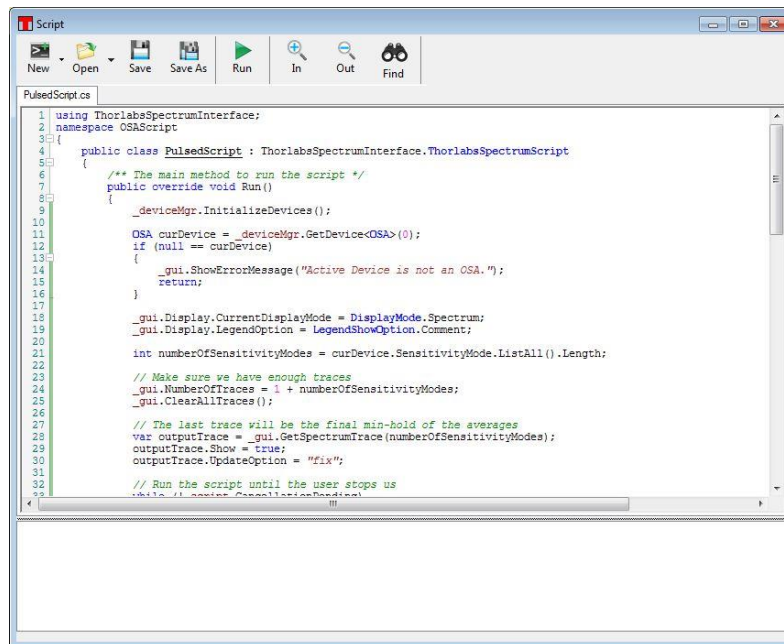 Script
New Open Save Save As Run In Out Find
PulsedScript.cs
1 using ThorlabsSpectrumInterface;
2 namespace OSAScript
3 {
4 public class PulsedScript : ThorlabsSpectrumInterface.ThorlabsSpectrumScript
5 {
6 /** The main method to run the script */
7 public override void Run()
8 {
9 _deviceMgr.InitializeDevices();
10
11 OSA curDevice = _deviceMgr.GetDevice<OSA>(0);
12 if (null == curDevice)
13 {
14 _gui.ShowErrorMessage("Active Device is not an OSA.");
15 return;
16 }
17
18 _gui.Display.CurrentDisplayMode = DisplayMode.Spectrum;
19 _gui.Display.LegendOption = LegendShowOption.Comment;
20
21 int numberOfSensitivityModes = curDevice.SensitivityMode.ListAll().Length;
22
23 // Make sure we have enough traces
24 _gui.NumberOfTraces = 1 + numberOfSensitivityModes;
25 _gui.ClearAllTraces();
26
27 // The last trace will be the final min-hold of the averages
28 var outputTrace = _gui.GetSpectrumTrace(numberOfSensitivityModes);
29 outputTrace.Show = true;
30 outputTrace.UpdateOption = "fix";
31
32 // Run the script until the user stops us
33 while (!_script.CancellationPending)